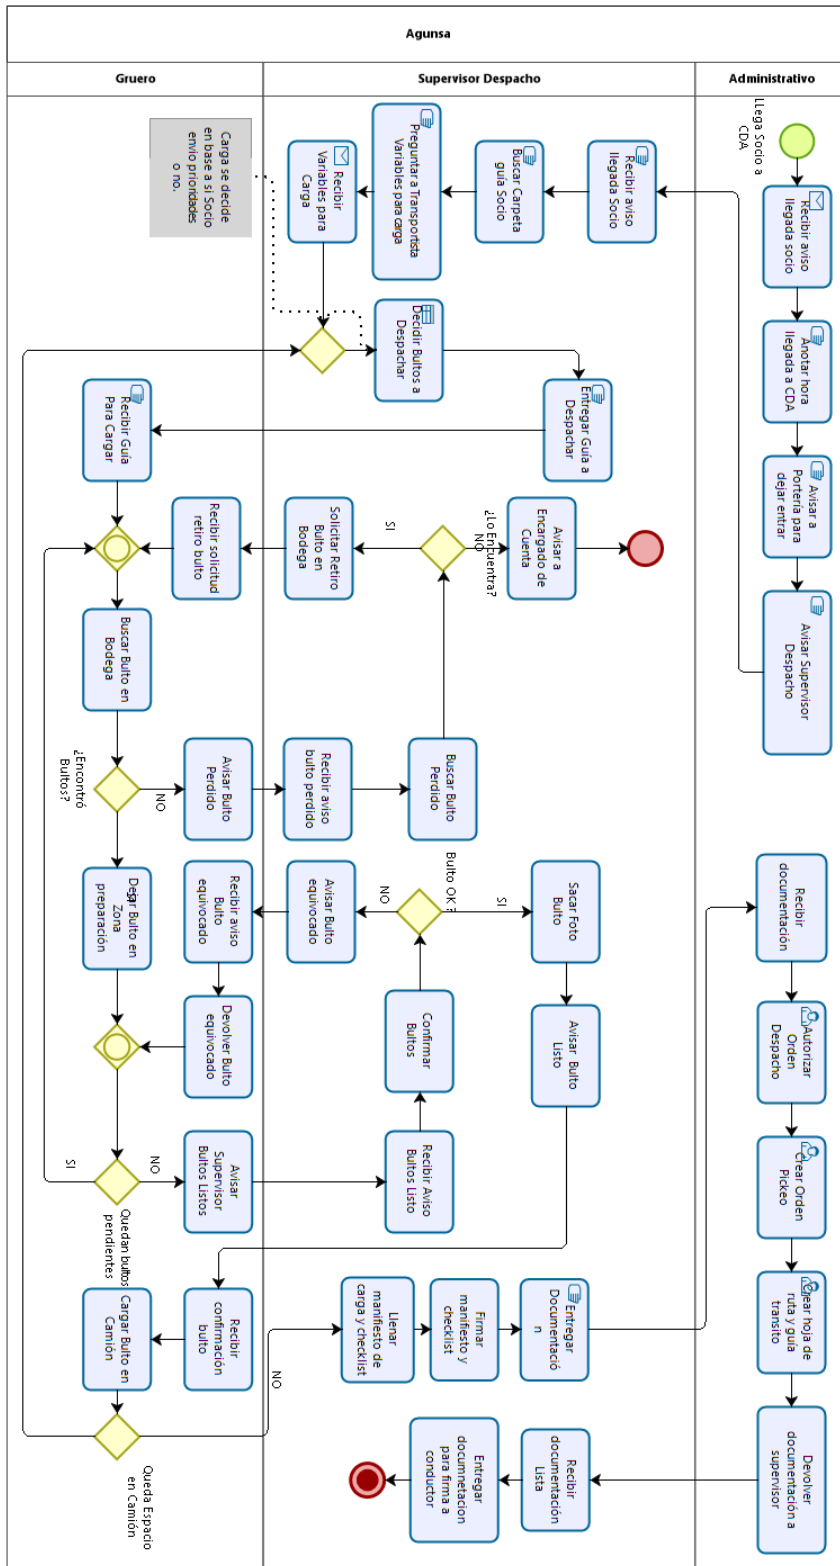 Agunsa
Gruero
Supervisor Despacho
Administrativo
LLega Socio a
CDA
Recibir aviso
llegada socio
Anotar hora
llegada a CDA
Avisar a
Portería para
dejar entrar
Avisar Supervisor
Despacho
Recibir aviso
llegada Socio
Buscar Carpeta
guía Socio
Preguntar a Transportista
Variables para carga
Recibir
Variables para
Carga
Carga se decide
en base a si Socio
envio prioridades
o no.
Decidir Bultos a
Despachar
Entregar Guía a
Despachar
Recibir Guía
Para Cargar
Recibir solicitud
retiro bulto
Solicitar Retiro
Bulto en
Bodega
SI
¿Lo Encuentra?
NO
Avisar a
Encargado de
Cuenta
Buscar Bulto en
Bodega
¿Encontró
Bultos?
NO
Avisar Bulto
Perdido
Recibir aviso
bulto perdido
Buscar Bulto
Perdido
SI
Dejar Bulto en
Zona
preparación
Recibir aviso
Bulto
equivocado
Avisar Bulto
equivocado
NO
Bulto OK?
SI
Sacar Foto
Bulto
Recibir
documentación
Devolver Bulto
equivocado
Confirmar
Bultos
Avisar Bulto
Listo
Autorizar
Orden
Despacho
SI
NO
Quedan bultos
pendientes
Avisar
Supervisor
Bultos Listos
Recibir Aviso
Bultos Listo
Crear Orden
Pickeo
Cargar Bulto en
Camión
Recibir
confirmación
bulto
NO
Llenar
manifiesto de
carga y checklist
Firmar
manifiesto y
checklist
Entregar
Documentació
n
Crear hoja de
ruta y guía
transito
Queda Espacio
en Camión
Devolver
documentación a
supervisor
Recibir
documentación
Lista
Entregar
documnetacion
para firma a
conductor